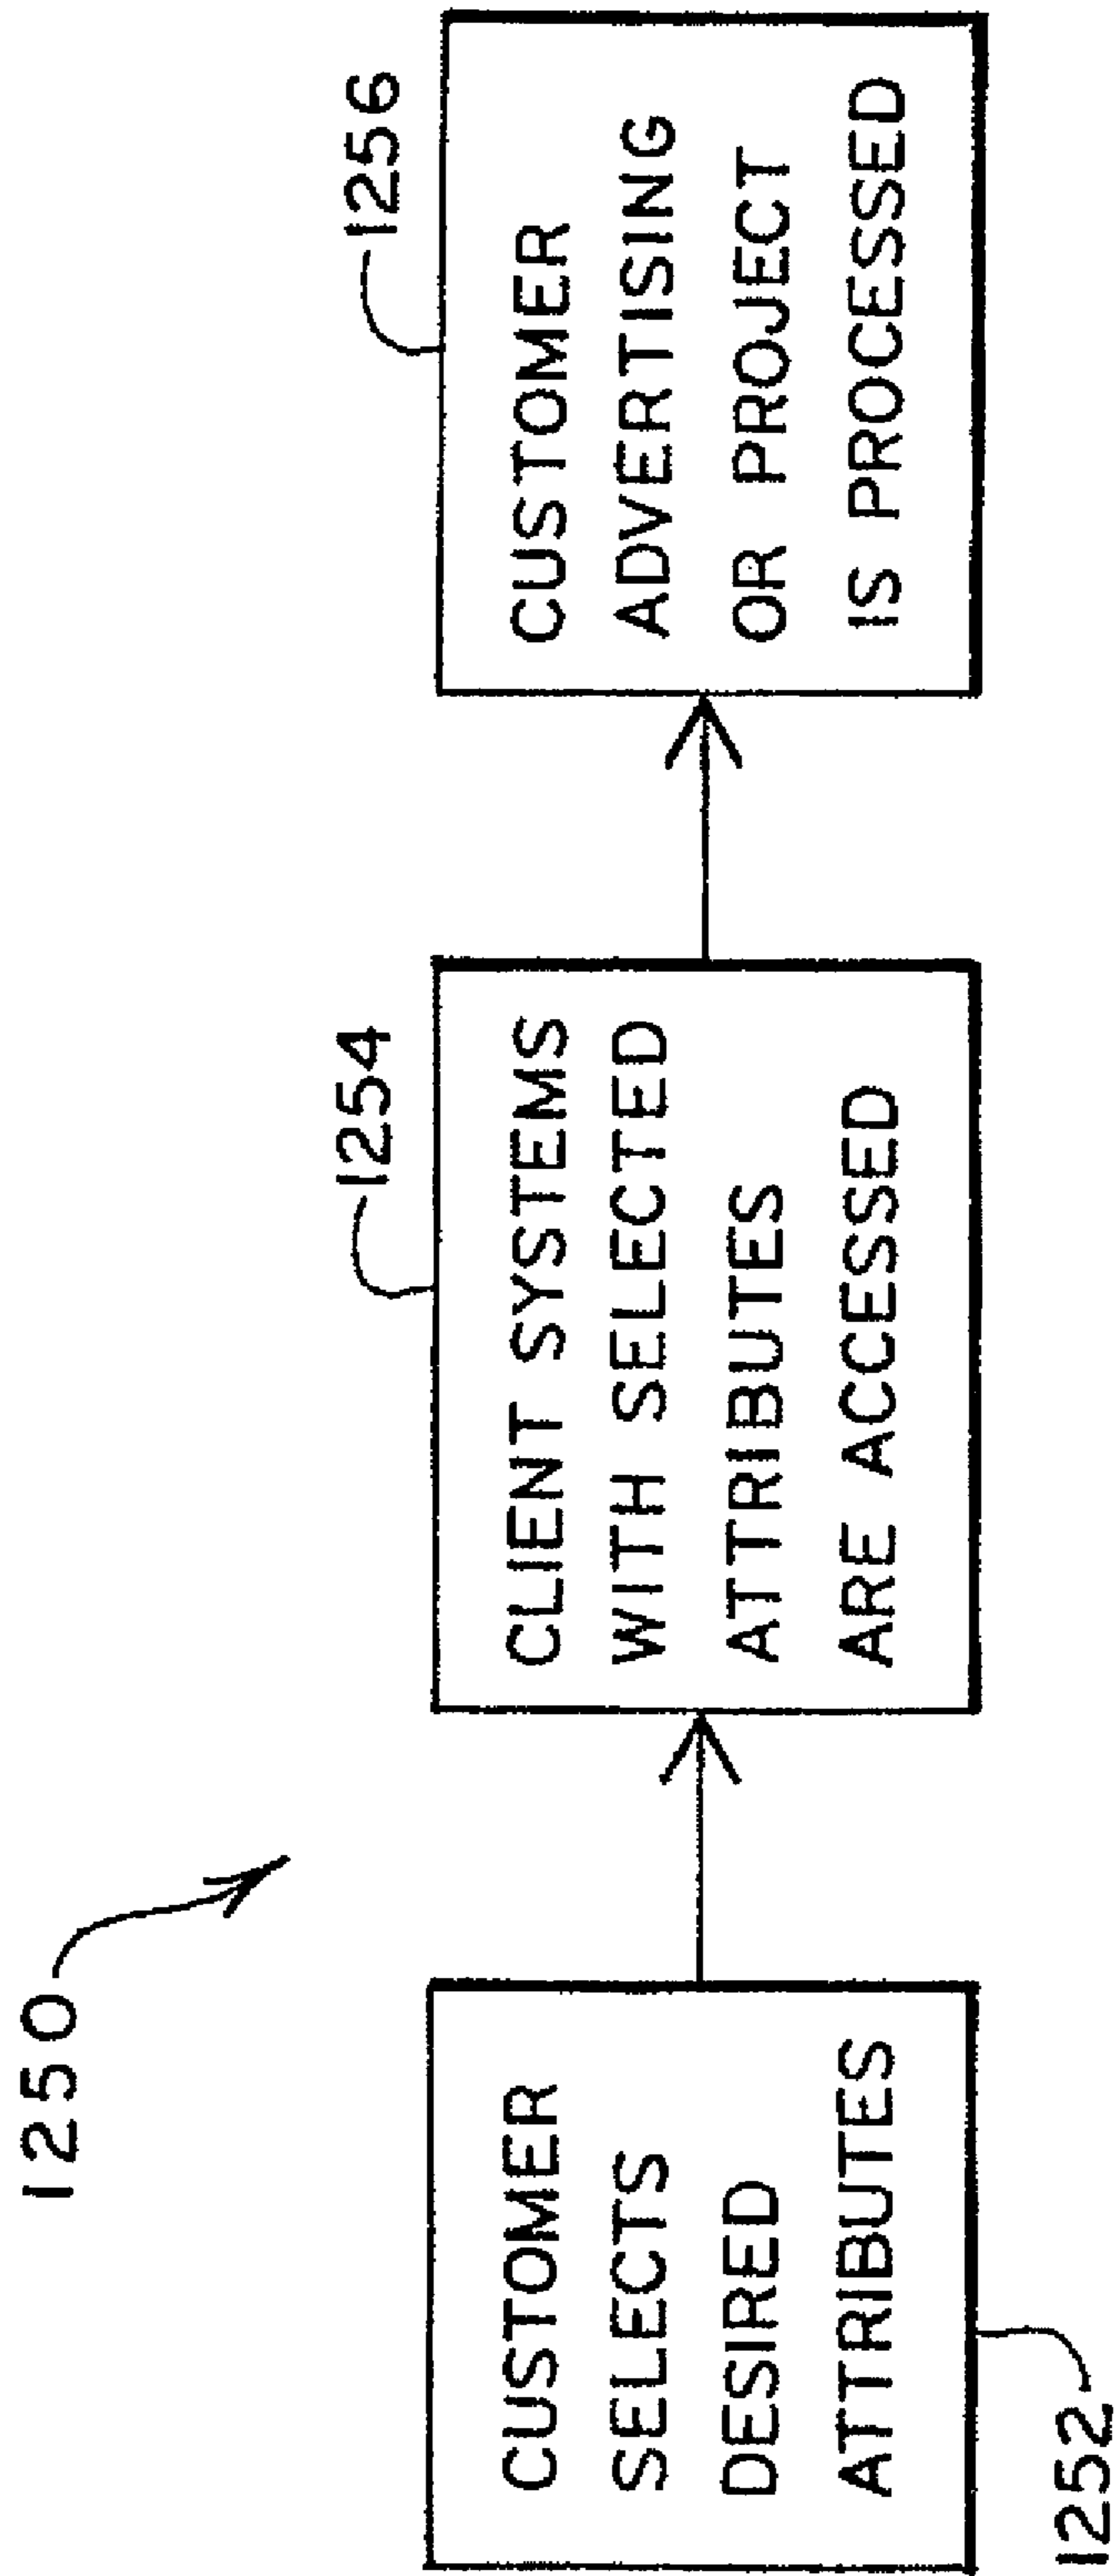 1250
CUSTOMER
SELECTS
DESIRED
ATTRIBUTES
1252
CLIENT SYSTEMS
WITH SELECTED
ATTRIBUTES
ARE ACCESSED
1254
CUSTOMER
ADVERTISING
OR PROJECT
IS PROCESSED
1256